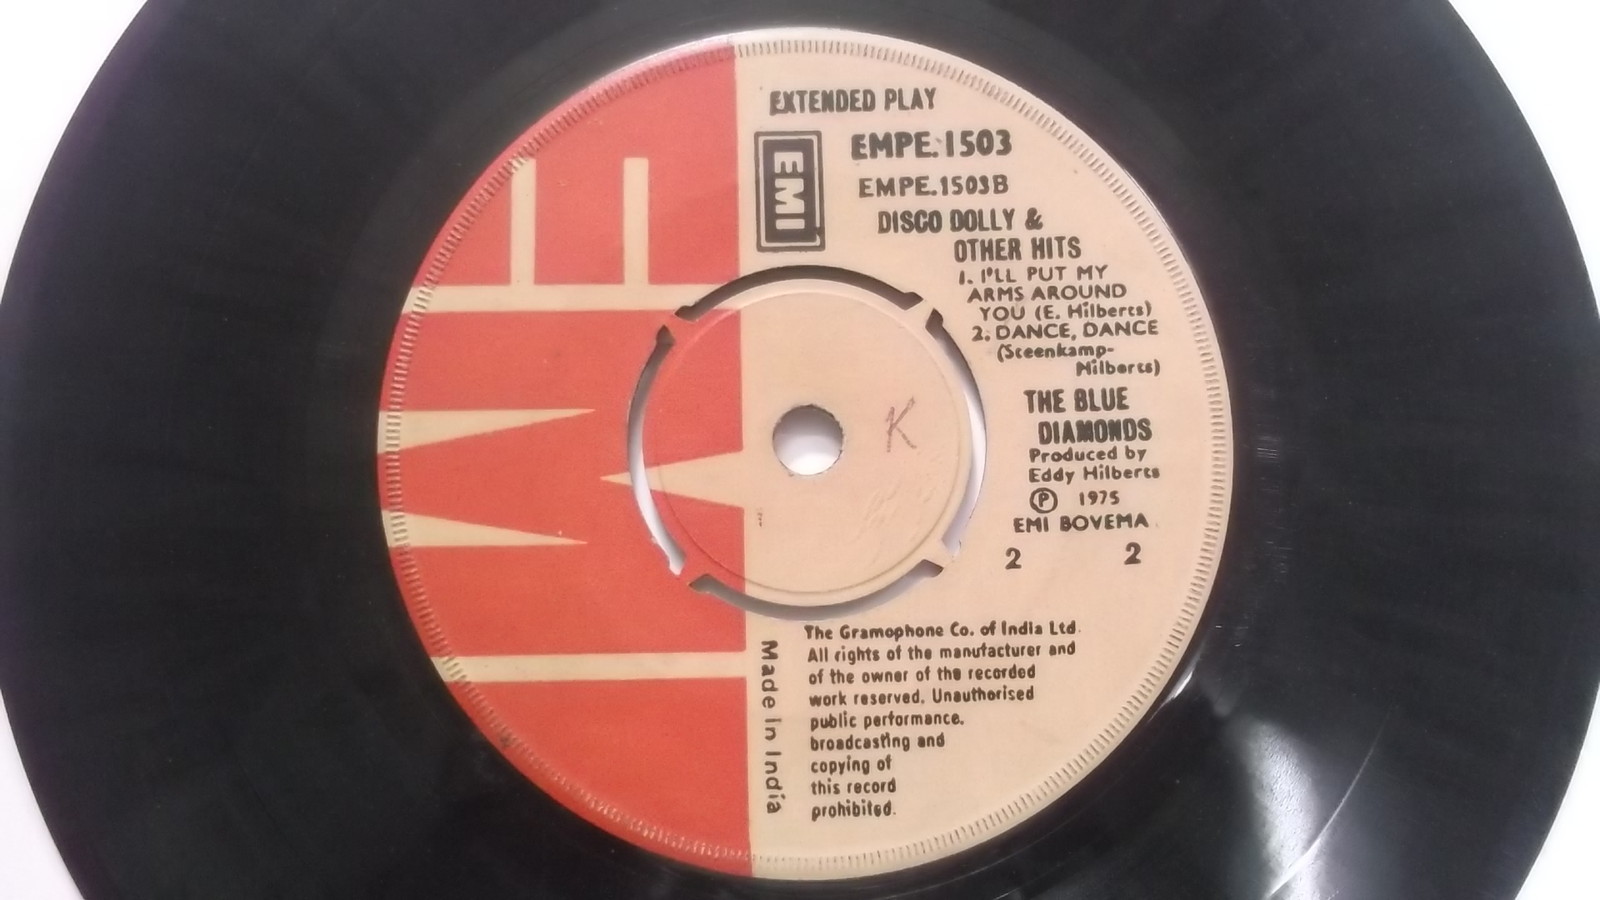 EXTENDED PLAY
EMI
EMPE.1503
EMPE.1503B
DISCO DOLLY &
OTHER HITS
1. I'LL PUT MY
ARMS AROUND
YOU (E. Hilberts)
2. DANCE, DANCE
(Steenkamp-
Hilberts)
THE BLUE
DIAMONDS
Produced by
Eddy Hilberts
Ⓟ 1975
EMI BOVEMA
2 2
K
The Gramophone Co. of India Ltd.
All rights of the manufacturer and
of the owner of the recorded
work reserved. Unauthorised
public performance,
broadcasting and
copying of
this record
prohibited.
Made in India
EMI